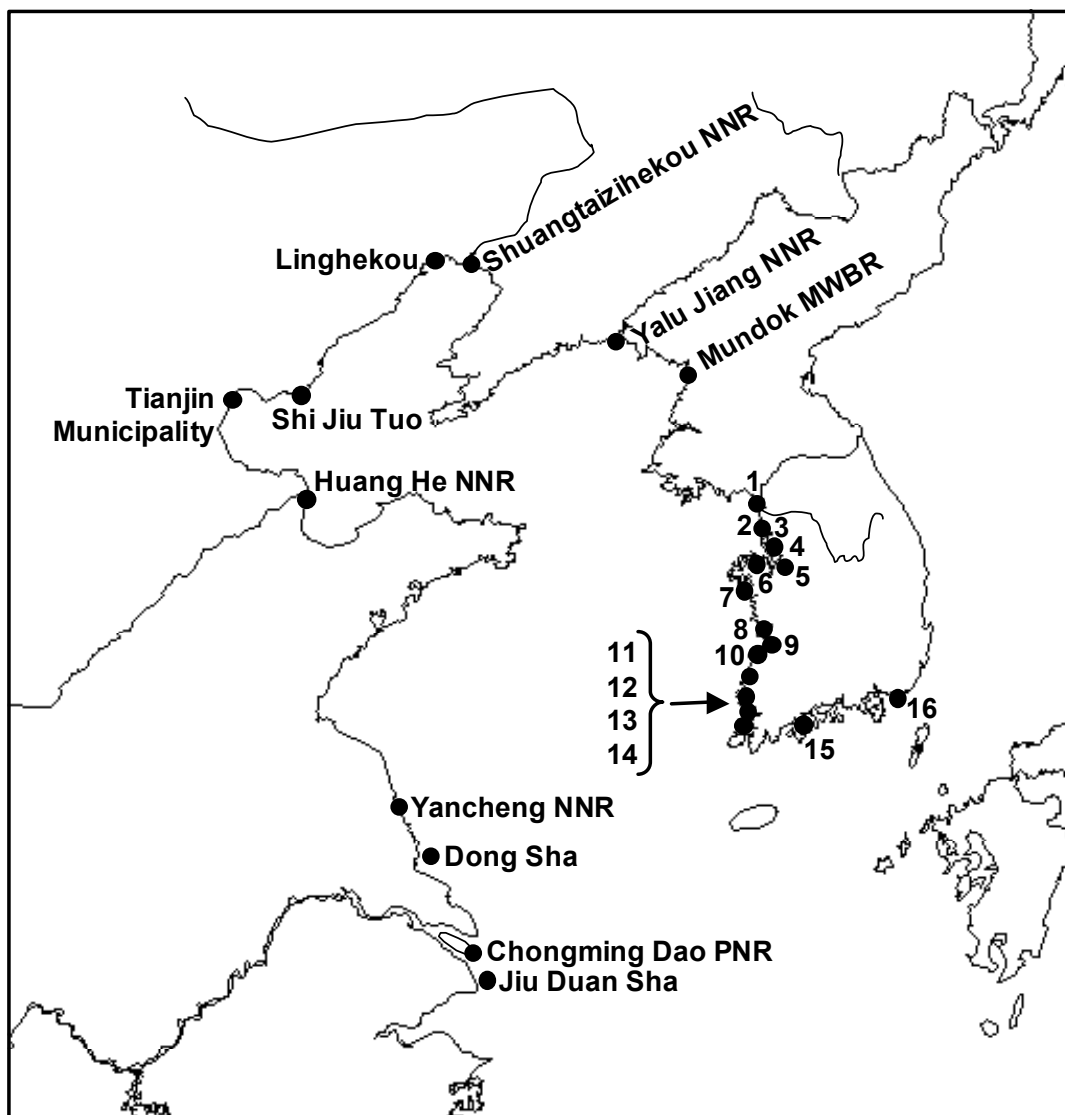 Shuangtaizihekou NNR
Linghekou
Yalu Jiang NNR
Mundok MWBR
Tianjin
Municipality
Shi Jiu Tuo
Huang He NNR
1
2
3
4
5
6
7
8
9
10
11
12
13
14
15
16
Yancheng NNR
Dong Sha
Chongming Dao PNR
Jiu Duan Sha